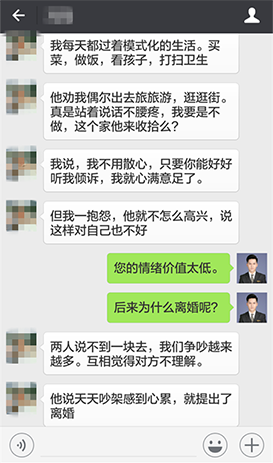 我每天都过着模式化的生活。买
菜，做饭，看孩子，打扫卫生
他劝我偶尔出去旅旅游，逛逛街。
真是站着说话不腰疼，我要是不
做，这个家他来收拾么？
我说，我不用散心，只要你能好好
听我倾诉，我就心满意足了。
但我一抱怨，他就不怎么高兴，说
这样对自己也不好
您的情绪价值太低。
后来为什么离婚呢？
两人说不到一块去，我们争吵越来
越多。互相觉得对方不理解。
他说天天吵架感到心累，就提出了
离婚